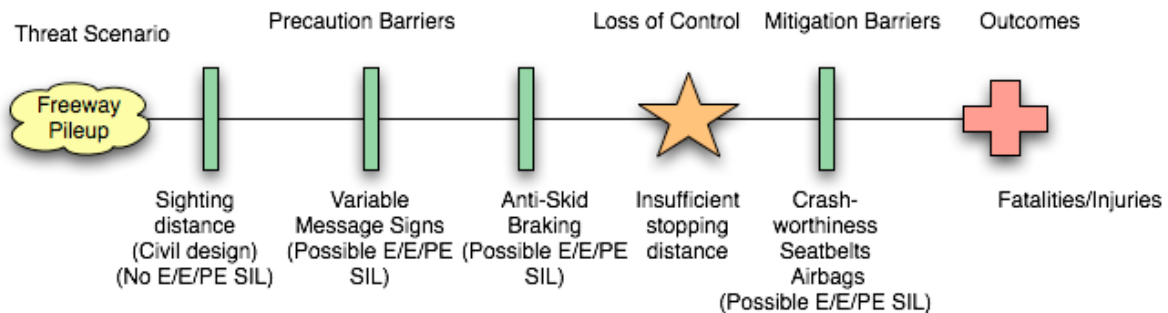 Threat Scenario
Precaution Barriers
Loss of Control
Mitigation Barriers
Outcomes
Freeway
Pileup
Sighting
distance
(Civil design)
(No E/E/PE SIL)
Variable
Message Signs
(Possible E/E/PE
SIL)
Anti-Skid
Braking
(Possible E/E/PE
SIL)
Insufficient
stopping
distance
Crash-
worthiness
Seatbelts
Airbags
(Possible E/E/PE SIL)
Fatalities/Injuries